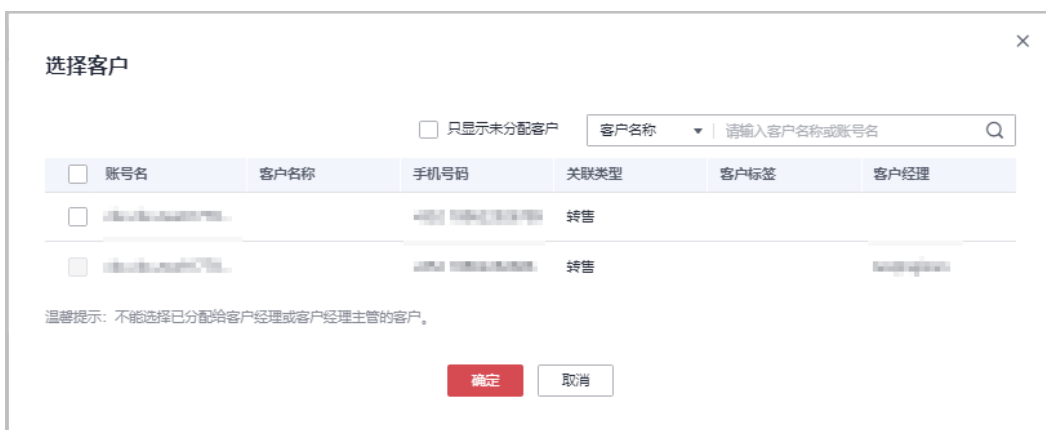 选择客户
只显示未分配客户 客户名称 请输入客户名称或账号名
账号名 客户名称 手机号码 关联类型 客户标签 客户经理
转售
转售
温馨提示：不能选择已分配给客户经理或客户经理主管的客户。
确定 取消